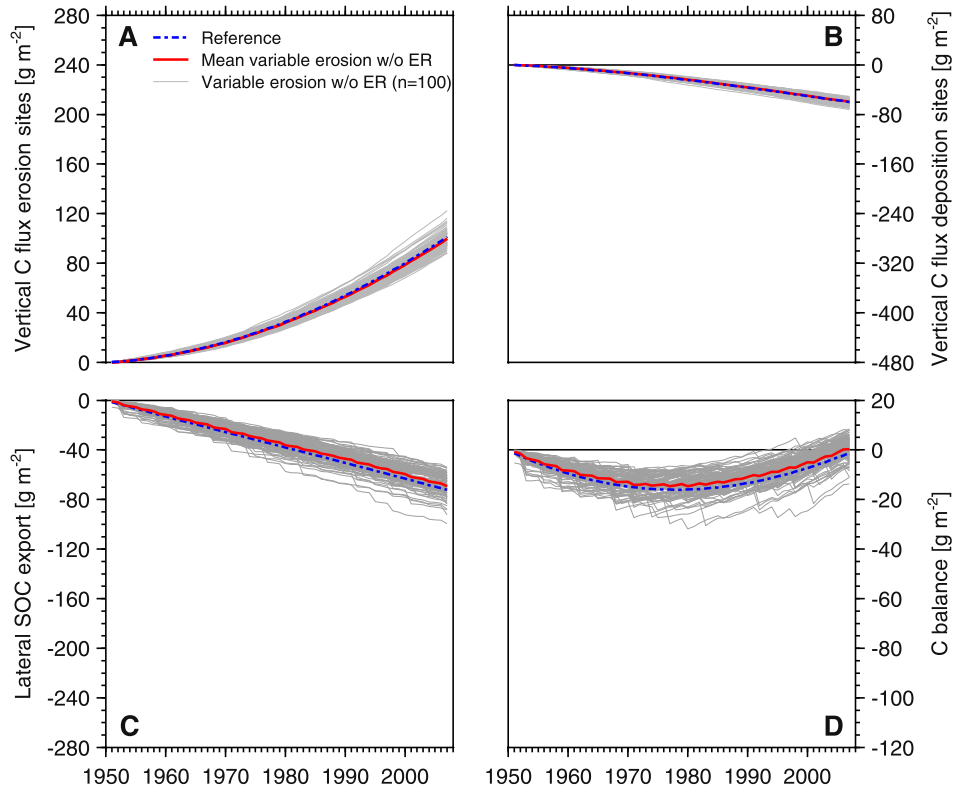 A
Reference
Mean variable erosion w/o ER
Variable erosion w/o ER (n=100)
Vertical C flux erosion sites [g m-2]
280
240
200
160
120
80
40
0
B
80
0
-80
-160
-240
-320
-400
-480
Vertical C flux deposition sites [g m-2]
Lateral SOC export [g m-2]
0
-40
-80
-120
-160
-200
-240
-280
C
1950 1960 1970 1980 1990 2000
D
20
0
-20
-40
-60
-80
-100
-120
C balance [g m-2]
1950 1960 1970 1980 1990 2000